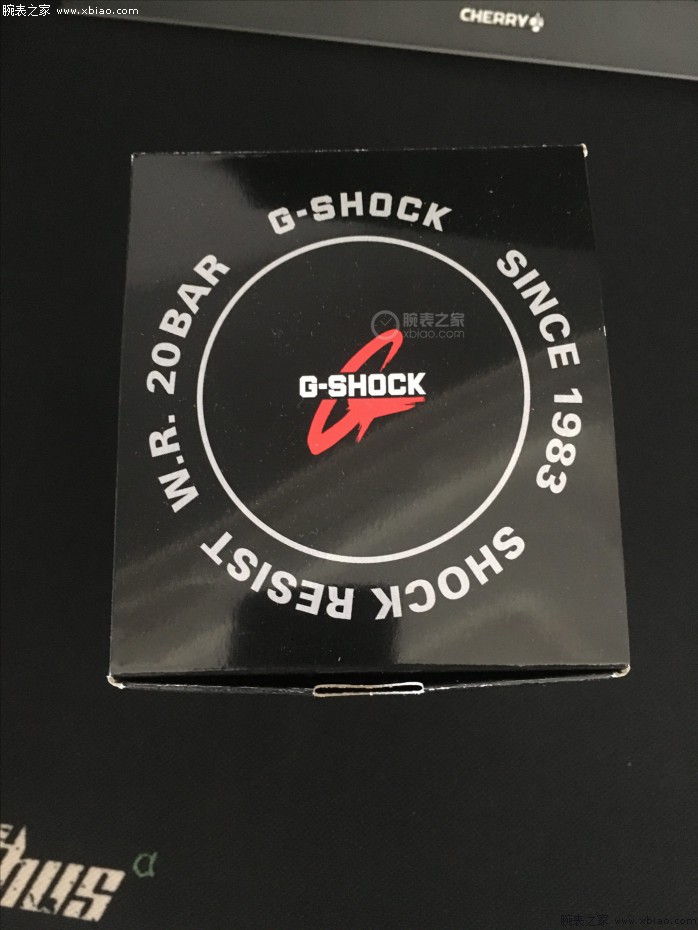 腕表之家 www.xbiao.com
CHERRY
G-SHOCK
SINCE 1983
SHOCK RESIST
W.R. 20BAR
腕表之家
xbiao.com
G-SHOCK
α
腕表之家 www.xbiao.com